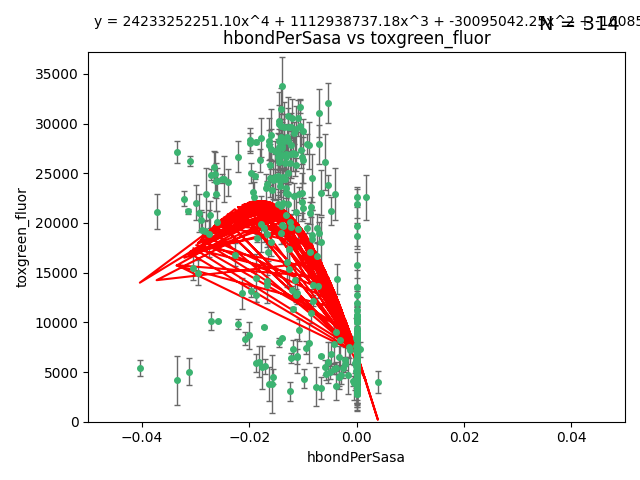 y = 24233252251.10x^4 + 1112938737.18x^3 + -30095042.25x^2 +
N = 314
hbondPerSasa vs toxgreen_fluor
35000
30000
25000
20000
15000
10000
5000
0
toxgreen_fluor
−0.04 −0.02 0.00 0.02 0.04
hbondPerSasa